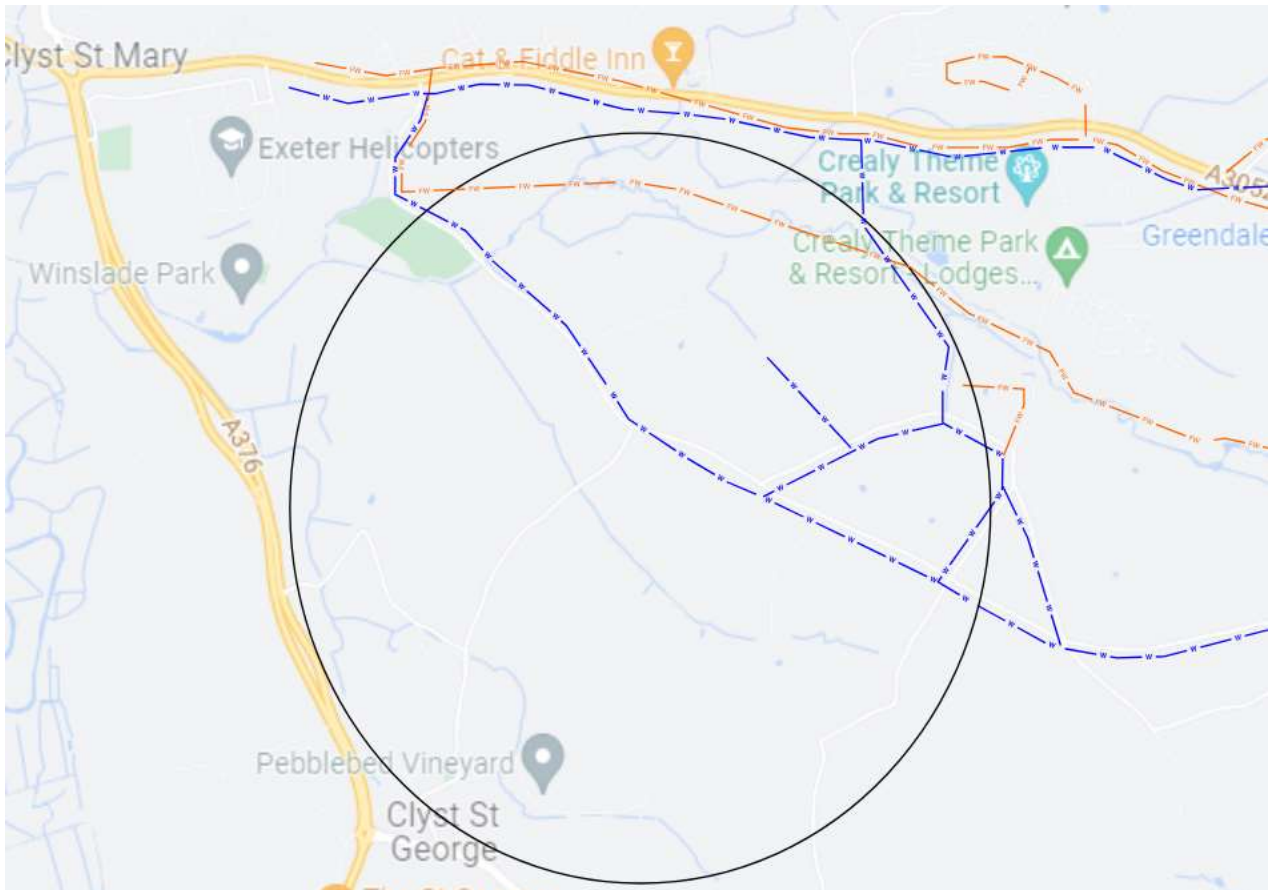 Clyst St Mary
Cat & Fiddle Inn
Exeter Helicopters
Crealy Theme
Park & Resort
A3052
Winslade Park
Crealy Theme Park
& Resort - Lodges...
Greendale
A376
Pebblebed Vineyard
Clyst St
George